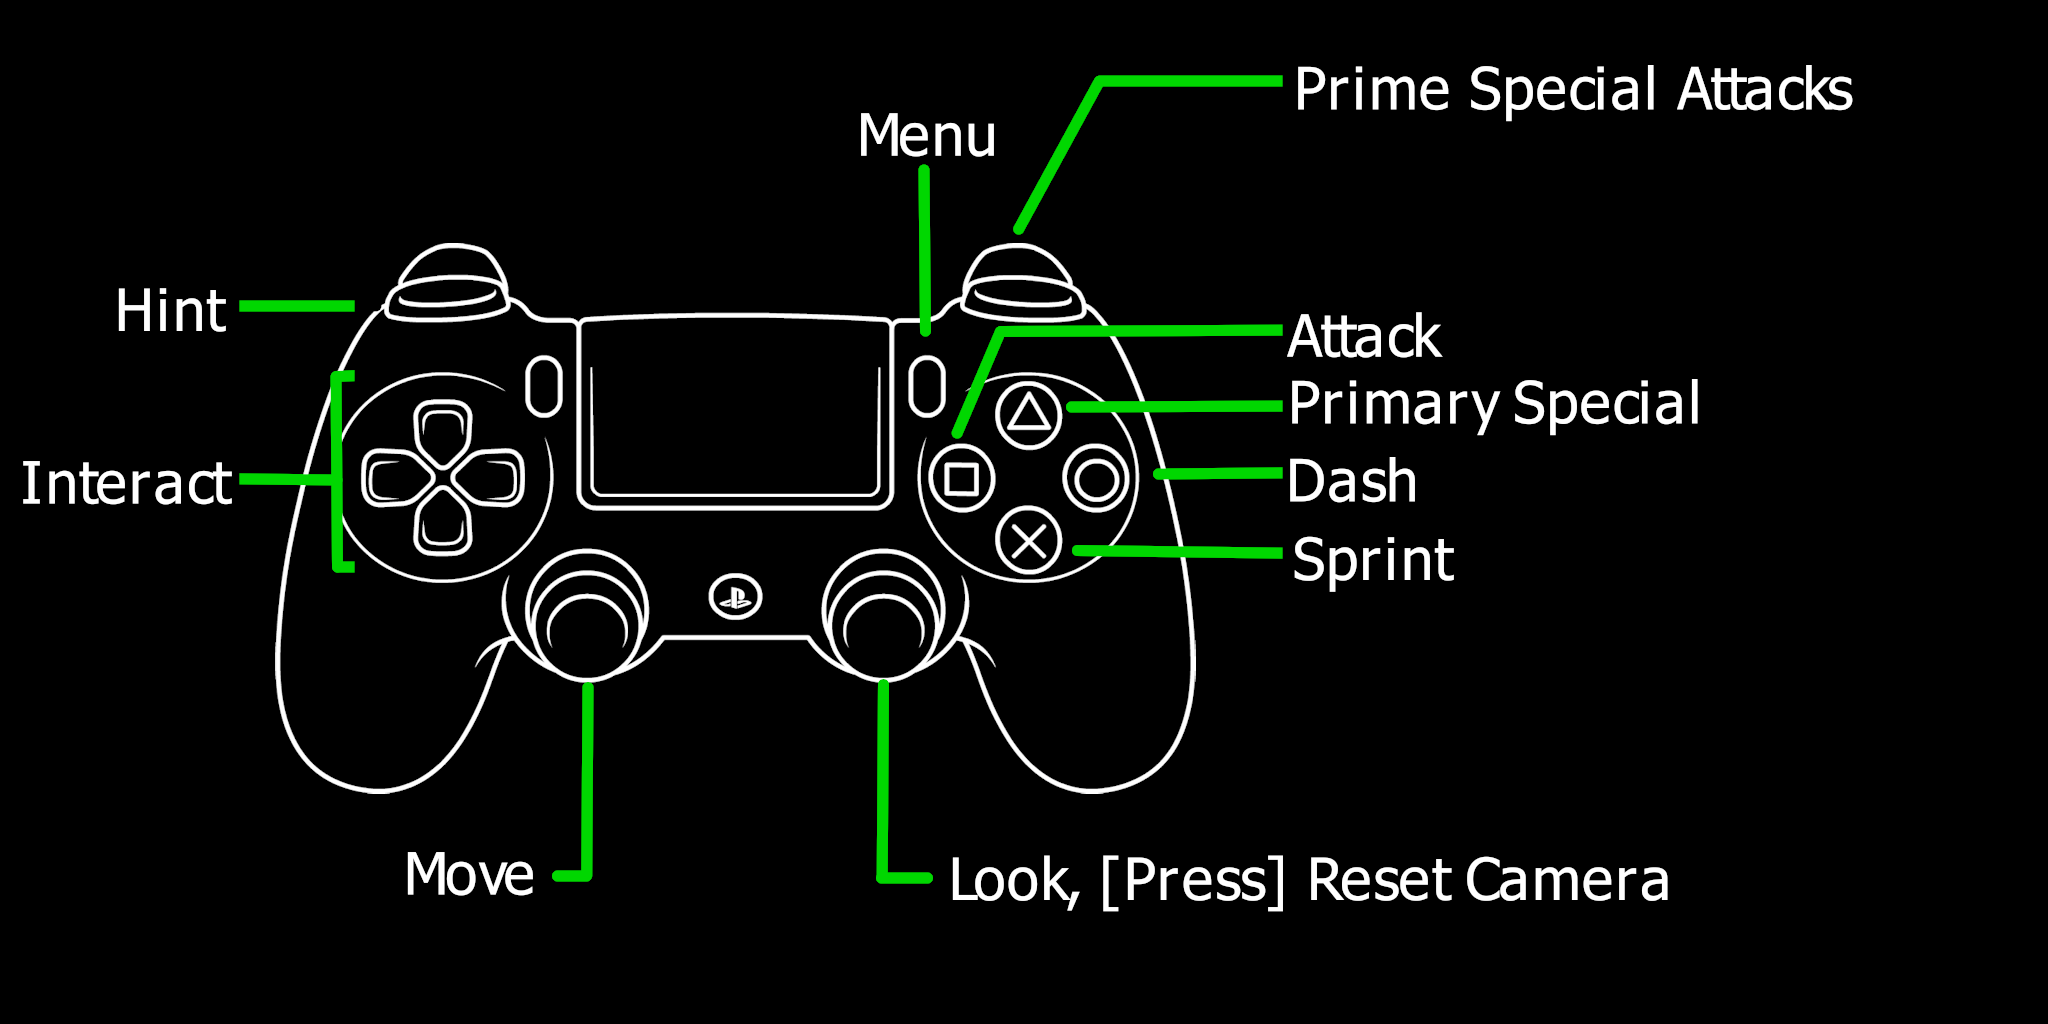 Prime Special Attacks
Menu
Hint
Attack
Primary Special
Interact
Dash
Sprint
Move
Look, [Press] Reset Camera